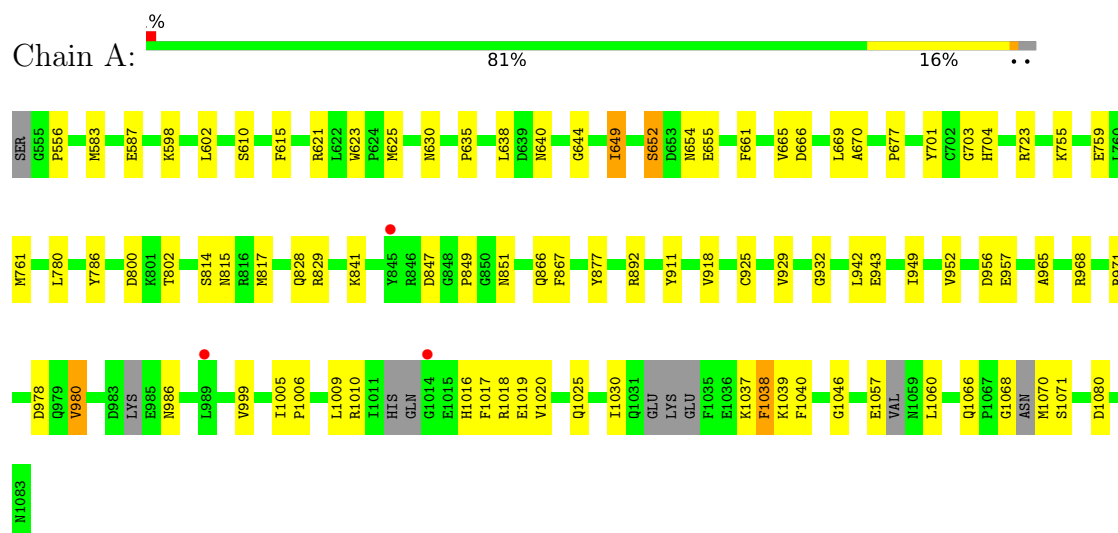 .%
Chain A:
81% 16% • •
SER G555 P556 M583 E587 K598 L602 S610 F615 R621 L622 W623 P624 M625 N630 P635 L638 D639 N640 G644 I649 S652 D653 N654 E655 F661 V665 D666 L669 A670 P677 Y701 C702 G703 H704 R723 K755 E759 L760
M761 L780 Y786 D800 K801 T802 S814 N815 R816 M817 Q828 R829 K841 Y845 R846 D847 G848 P849 G850 N851 Q866 F867 Y877 R892 Y911 V918 C925 V929 G932 L942 E943 I949 V952 D956 E957 A965 R968
D978 Q979 V980 D983 LYS E985 N986 L989 V999 I1005 P1006 L1009 R1010 I1011 HIS GLN G1014 E1015 H1016 F1017 R1018 E1019 V1020 Q1025 I1030 Q1031 GLU LYS GLU F1035 E1036 K1037 F1038 K1039 F1040 G1046 E1057 VAL N1059 L1060 Q1066 P1067 G1068 ASN M1070 S1071 D1080
N1083